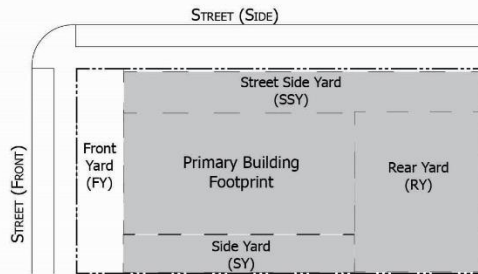 STREET (SIDE)
Street Side Yard
(SSY)
STREET (FRONT)
Front
Yard
(FY)
Primary Building
Footprint
Rear Yard
(RY)
Side Yard
(SY)